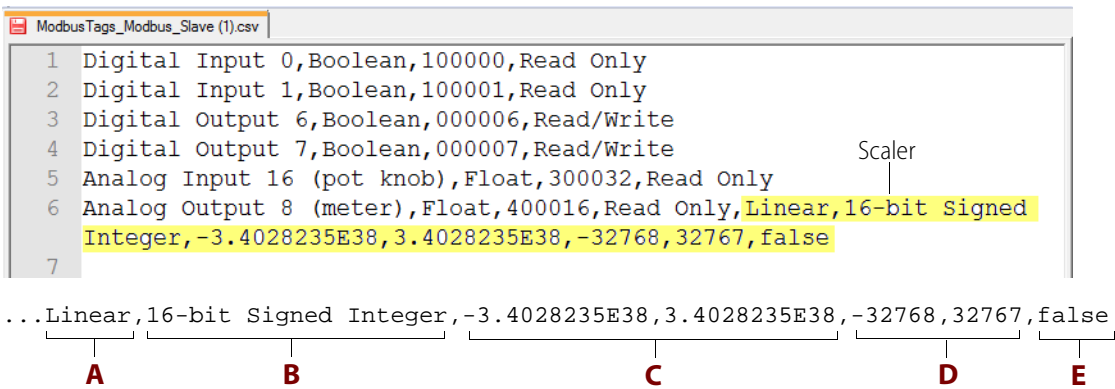 ModbusTags_Modbus_Slave (1).csv
1 Digital Input 0,Boolean,100000,Read Only
2 Digital Input 1,Boolean,100001,Read Only
3 Digital Output 6,Boolean,000006,Read/Write
4 Digital Output 7,Boolean,000007,Read/Write
Scaler
5 Analog Input 16 (pot knob),Float,300032,Read Only
6 Analog Output 8 (meter),Float,400016,Read Only,Linear,16-bit Signed
Integer,-3.4028235E38,3.4028235E38,-32768,32767,false
7
...Linear,16-bit Signed Integer,-3.4028235E38,3.4028235E38,-32768,32767,false
A B C D E